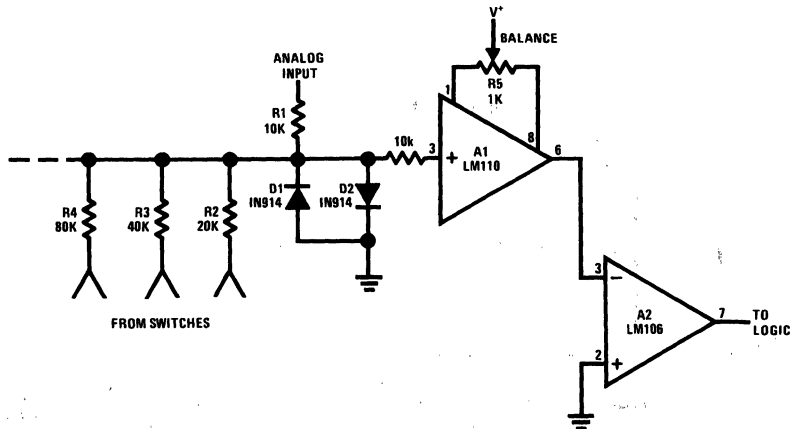 V+
BALANCE
ANALOG
INPUT
R5
1K
1
R1
10K
10k
3
+
A1
LM110
8
6
D1
IN914
D2
IN914
R4
80K
R3
40K
R2
20K
FROM SWITCHES
3
−
A2
LM106
7
TO
LOGIC
2
+